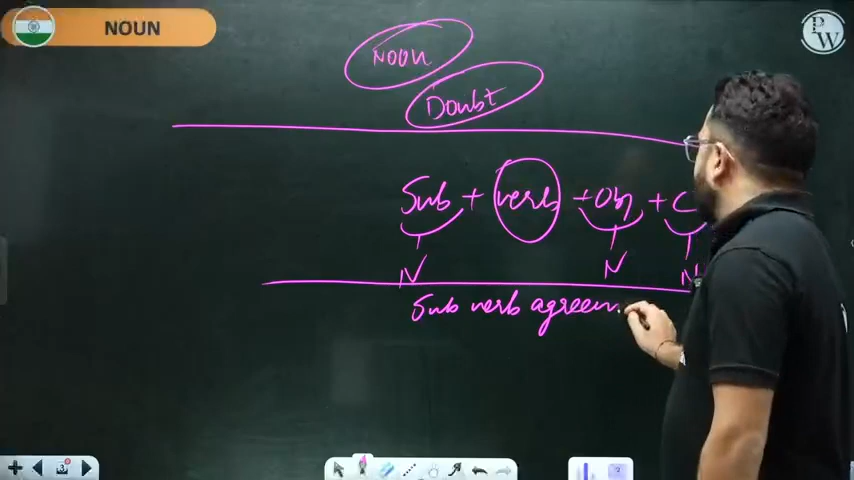 NOUN
PW
Noun
Doubt
Sub + verb + Obj + C
N N N
Sub verb agreem